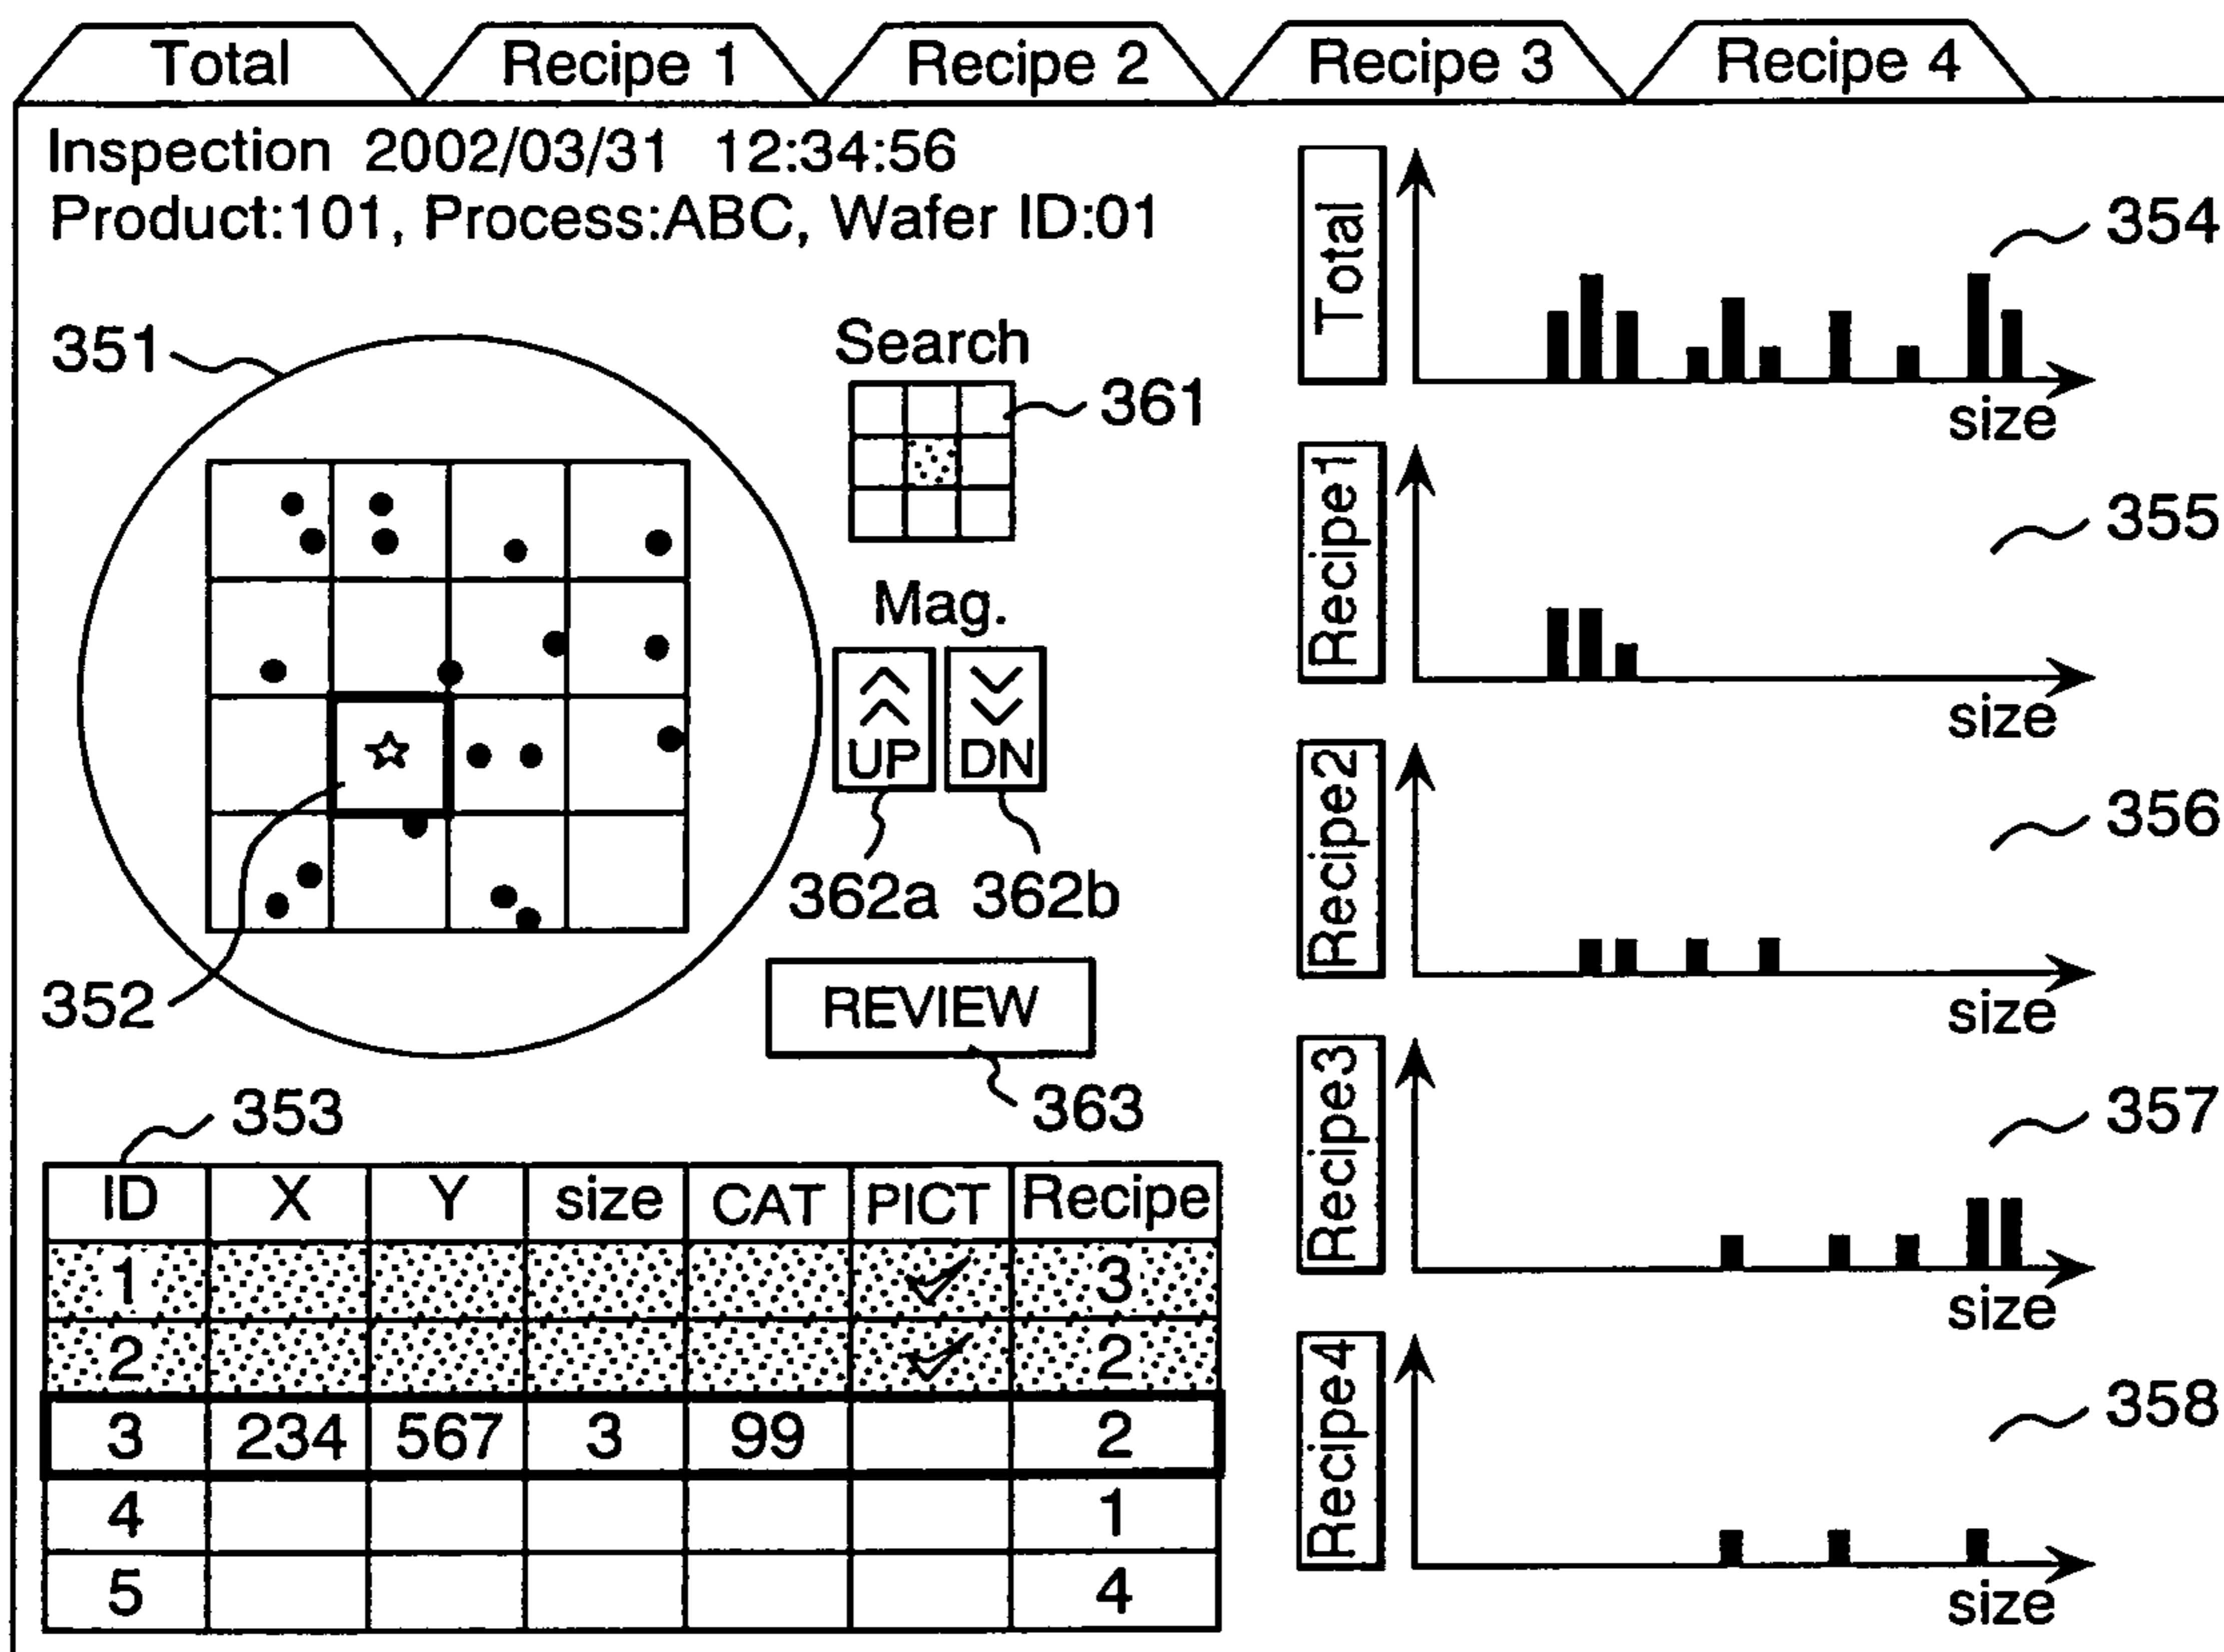 Total Recipe 1 Recipe 2 Recipe 3 Recipe 4
Inspection 2002/03/31 12:34:56
Product:101, Process:ABC, Wafer ID:01
351
352
Search
361
Mag.
UP DN
362a 362b
REVIEW
363
353
ID X Y size CAT PICT Recipe
1 3
2 2
3 234 567 3 99 2
4 1
5 4
Total
354
size
Recipe1
355
size
Recipe2
356
size
Recipe3
357
size
Recipe4
358
size